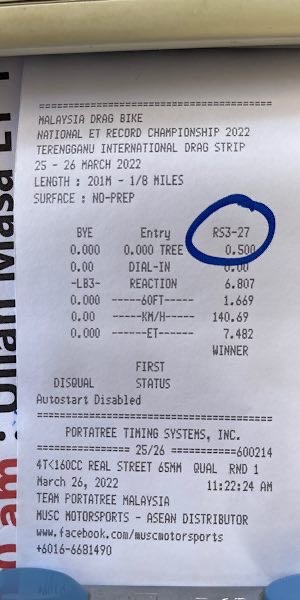 ========================================
MALAYSIA DRAG BIKE
NATIONAL ET RECORD CHAMPIONSHIP 2022
TERENGGANU INTERNATIONAL DRAG STRIP
25 - 26 MARCH 2022
LENGTH : 201M - 1/8 MILES
SURFACE : NO-PREP
BYE Entry RS3-27
0.000 0.000 TREE 0.500
0.00 DIAL-IN 0.00
-LB3- REACTION 6.807
0.000 ------60FT------ 1.669
0.00 ------KM/H------ 140.69
0.000 ------ET------ 7.482
WINNER
FIRST
DISQUAL STATUS
Autostart Disabled
========================================
PORTATREE TIMING SYSTEMS, INC.
================ 25/26 ===========600214
4T<160CC REAL STREET 65MM QUAL RND 1
March 26, 2022 11:22:24 AM
TEAM PORTATREE MALAYSIA
MUSC MOTORSPORTS - ASEAN DISTRIBUTOR
www.facebook.com/muscmotorsports
+6016-6681490